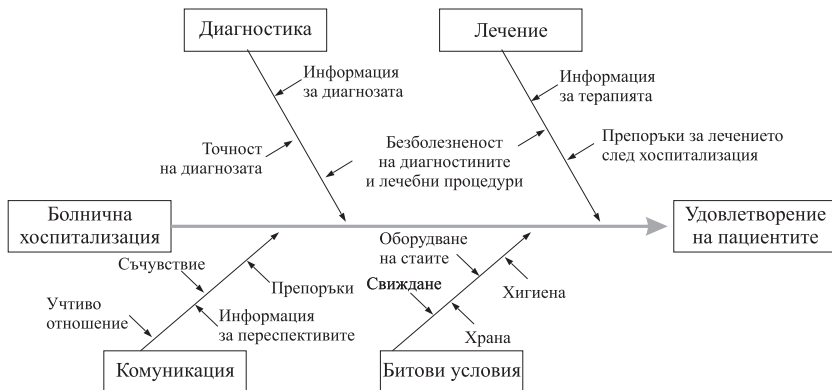 Диагностика
Лечение
Информация
за диагнозата
Информация
за терапията
Точност
на диагнозата
Безболезненост
на диагностините
и лечебни процедури
Препоръки за лечението
след хоспитализация
Болнична
хоспитализация
Удовлетворение
на пациентите
Съчувствие
Препоръки
Учтиво
отношение
Информация
за переспективите
Оборудване
на стаите
Свиждане
Хигиена
Храна
Комуникация
Битови условия